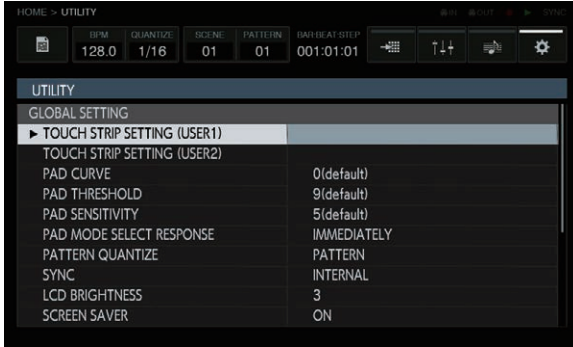 HOME > UTILITY
IN OUT SYNC
BPM QUANTIZE SCENE PATTERN BAR:BEAT:STEP
128.0 1/16 01 01 001:01:01
UTILITY
GLOBAL SETTING
TOUCH STRIP SETTING (USER1)
TOUCH STRIP SETTING (USER2)
PAD CURVE 0(default)
PAD THRESHOLD 9(default)
PAD SENSITIVITY 5(default)
PAD MODE SELECT RESPONSE IMMEDIATELY
PATTERN QUANTIZE PATTERN
SYNC INTERNAL
LCD BRIGHTNESS 3
SCREEN SAVER ON